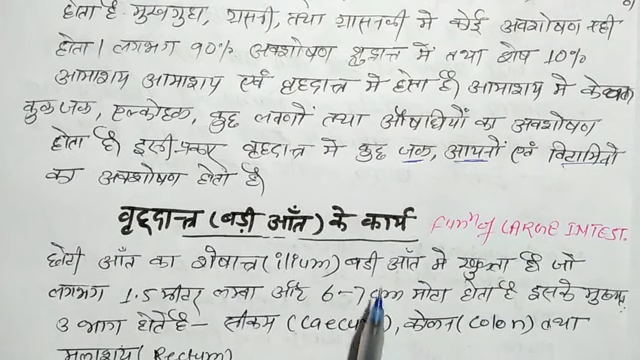 होता है. मुखगुहा, ग्रसनी, तथा ग्रासनली में कोई अवशोषण नही
होता। लगभग 90% अवशोषण क्षुद्रान्त्र में तथा शेष 10%
आमाशय आमाशय एवं वृहदान्त्र में होता है। आमाशय मे केवल
कुछ जल, एल्कोहल, कुछ लवणों तथा औषधियों का अवशोषण
होता है। इसी प्रकार वृहदान्त्र मे कुछ जल, आयनों एवं विटामिनो
का अवशोषण होता है।
वृहदान्त्र (बड़ी आँत) के कार्य Funⁿ of LARGE INTEST.
छोटी आँत का शेषान्त्र (ilium) बड़ी आँत मे खुलता है जो
लगभग 1.5 मीटर लम्बा और 6-7 cm मोटा होता है इसके मुख्यतः
3 भाग होते है - सीकम (Caecum), कोलन (Colon) तथा
मलाशय (Rectum)